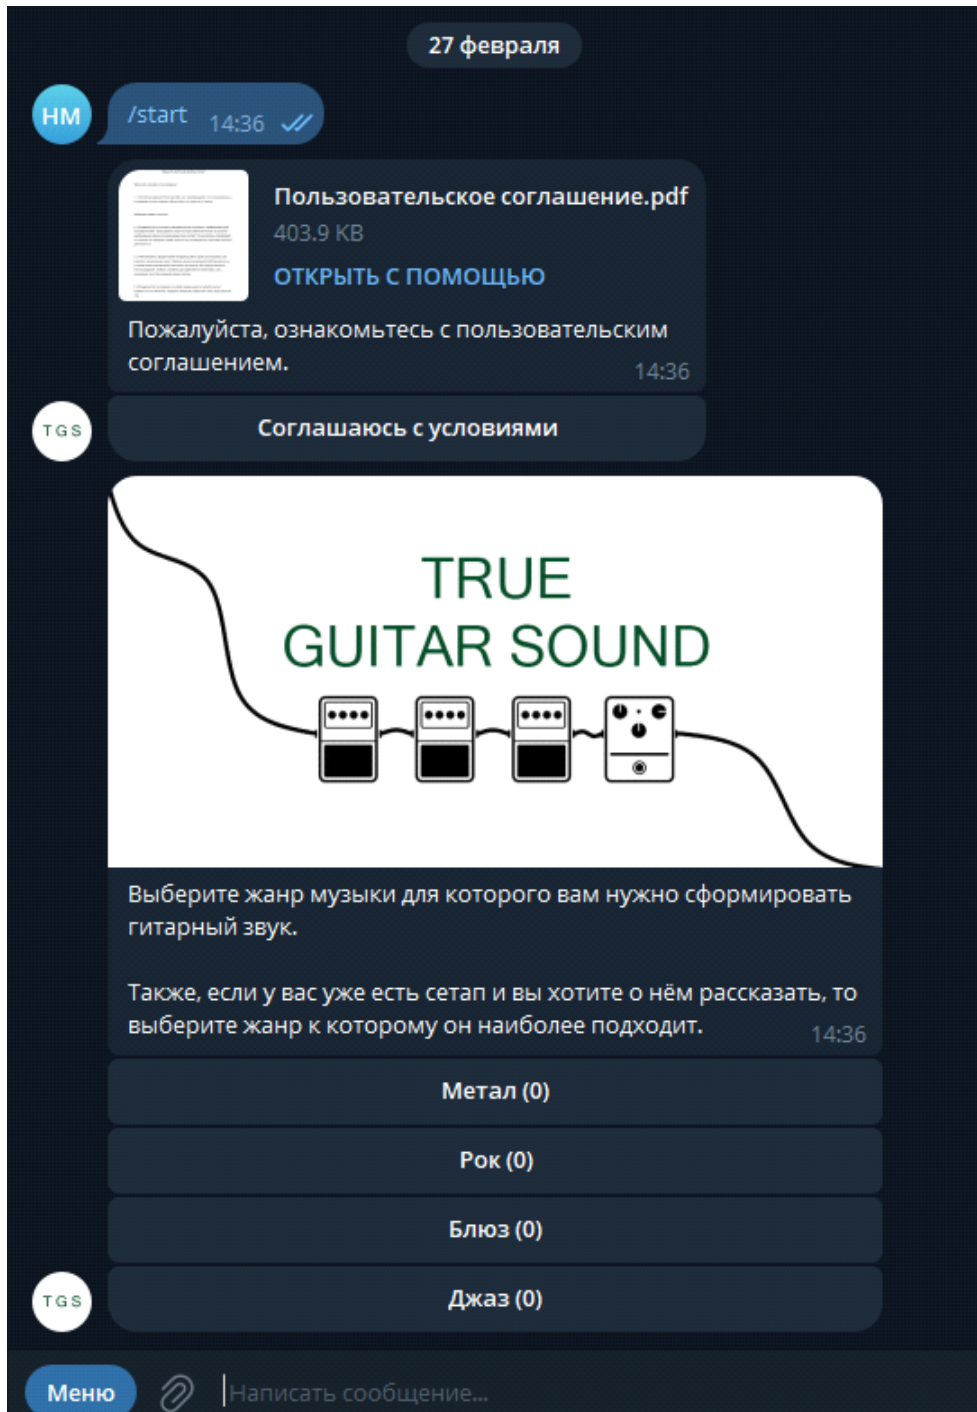 27 февраля
НМ
/start 14:36
Пользовательское соглашение.pdf
403.9 KB
ОТКРЫТЬ С ПОМОЩЬЮ
Пожалуйста, ознакомьтесь с пользовательским
соглашением.
14:36
TGS
Соглашаюсь с условиями
TRUE
GUITAR SOUND
Выберите жанр музыки для которого вам нужно сформировать
гитарный звук.
Также, если у вас уже есть сетап и вы хотите о нём рассказать, то
выберите жанр к которому он наиболее подходит.
14:36
Метал (0)
Рок (0)
Блюз (0)
TGS
Джаз (0)
Меню
Написать сообщение...